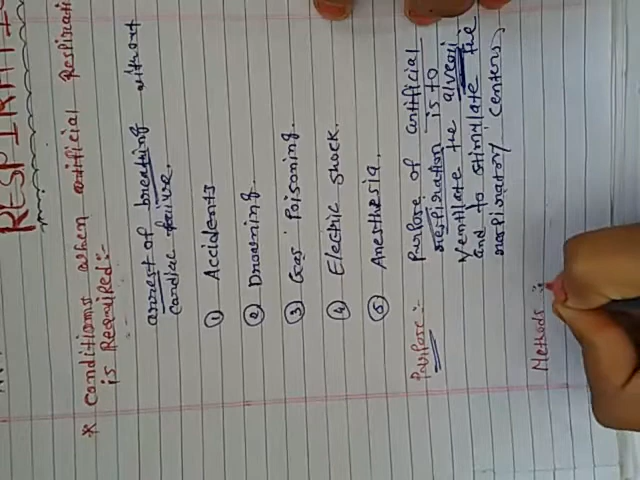 * Conditions when artificial Respirati
is Required:-
arrest of breating without
cardiac failure.
① Accidents
② Drowning.
③ Gas Poisoning.
④ Electric shock.
⑤ Anesthesia.
Purpose:- Purpose of artificial
respiration is to
ventilate the alveoli
and to stimulate the
respiratory centers.
Methods :-